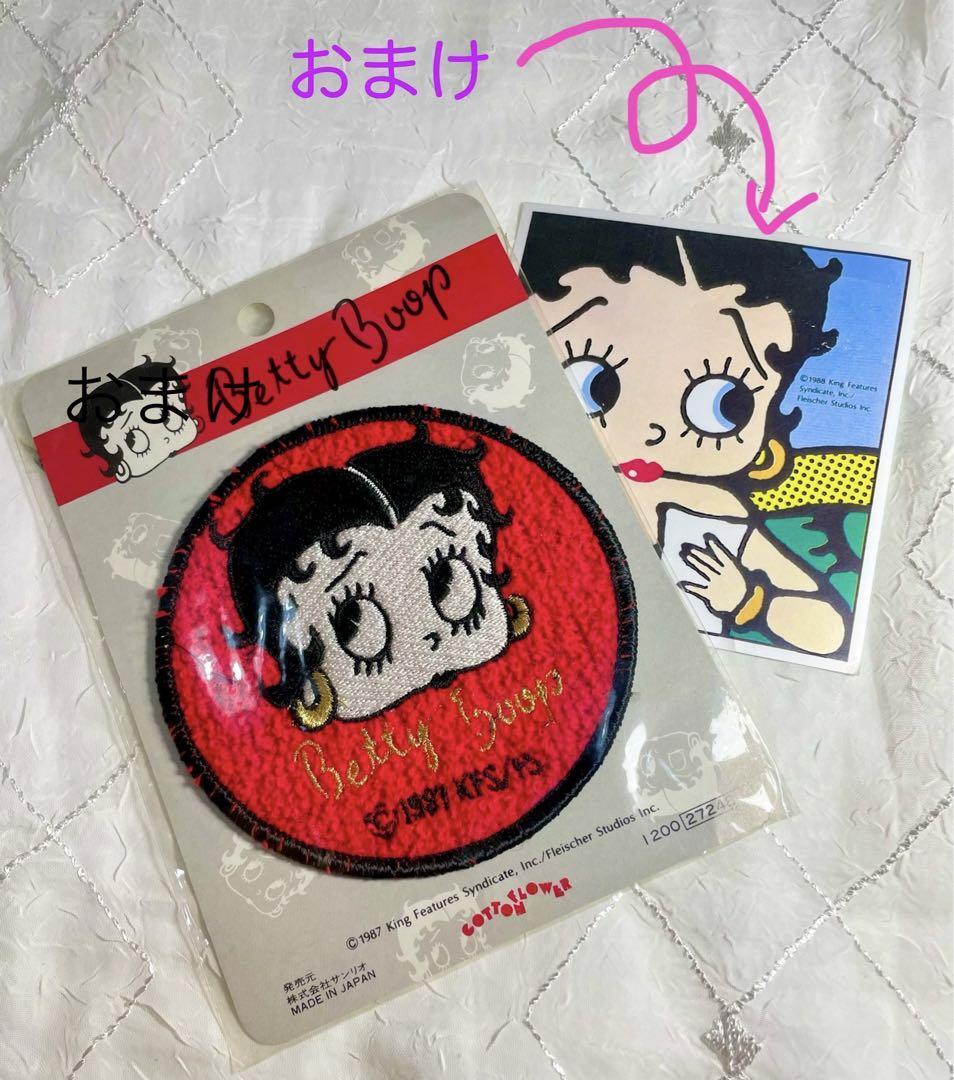 おまけ
Betty Boop
おまけ
©1988 King Features
Syndicate, Inc./
Fleischer Studios Inc.
Betty Boop
©1987 KFS/FS
©1987 King Features Syndicate, Inc./Fleischer Studios Inc.
1200
COTTON FLOWER
発売元
株式会社サンリオ
MADE IN JAPAN